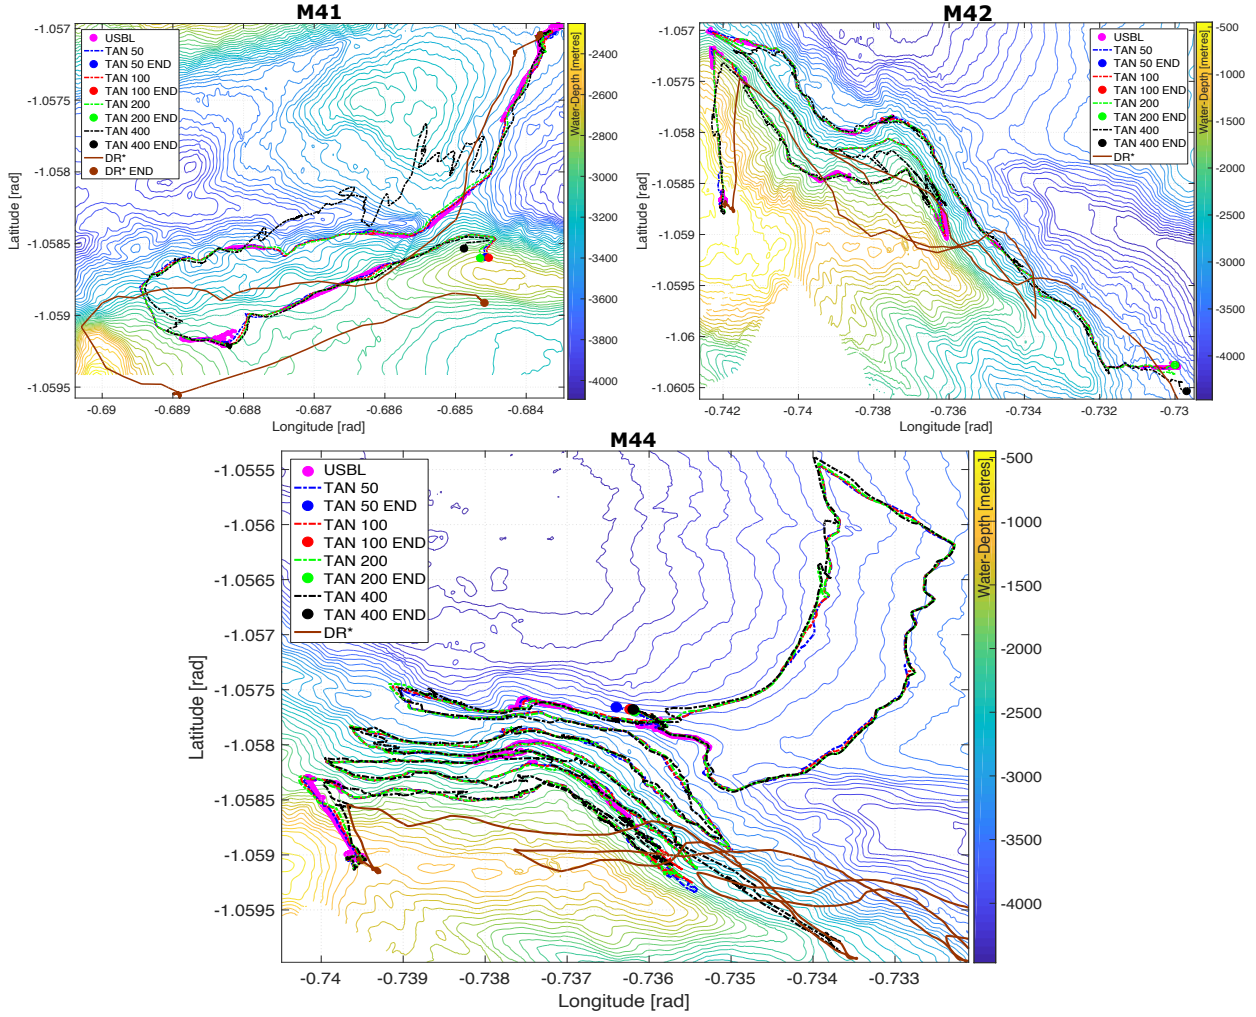 M41
USBL
TAN 50
TAN 50 END
TAN 100
TAN 100 END
TAN 200
TAN 200 END
TAN 400
TAN 400 END
DR*
DR* END
-1.057
-1.0575
-1.058
-1.0585
-1.059
-1.0595
Latitude [rad]
-0.69
-0.689
-0.688
-0.687
-0.686
-0.685
-0.684
Longitude [rad]
Water-Depth [metres]
-2400
-2600
-2800
-3000
-3200
-3400
-3600
-3800
-4000
M42
USBL
TAN 50
TAN 50 END
TAN 100
TAN 100 END
TAN 200
TAN 200 END
TAN 400
TAN 400 END
DR*
-1.057
-1.0575
-1.058
-1.0585
-1.059
-1.0595
-1.06
-1.0605
Latitude [rad]
-0.742
-0.74
-0.738
-0.736
-0.734
-0.732
-0.73
Longitude [rad]
Water-Depth [metres]
-500
-1000
-1500
-2000
-2500
-3000
-3500
-4000
M44
USBL
TAN 50
TAN 50 END
TAN 100
TAN 100 END
TAN 200
TAN 200 END
TAN 400
TAN 400 END
DR*
-1.0555
-1.056
-1.0565
-1.057
-1.0575
-1.058
-1.0585
-1.059
-1.0595
Latitude [rad]
-0.74
-0.739
-0.738
-0.737
-0.736
-0.735
-0.734
-0.733
Longitude [rad]
Water-Depth [metres]
-500
-1000
-1500
-2000
-2500
-3000
-3500
-4000